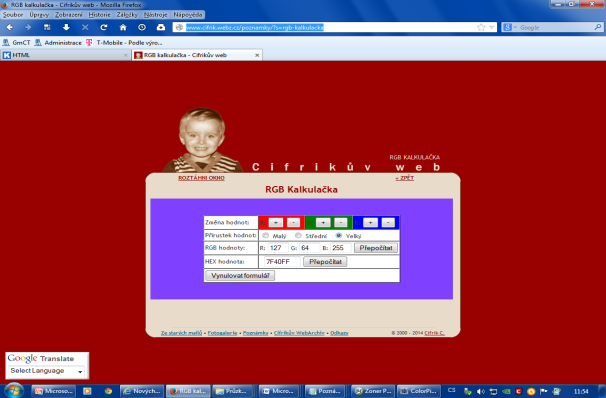 RGB kalkulačka - Cifrikův web - Mozilla Firefox
Soubor Úpravy Zobrazení Historie Záložky Nástroje Nápověda
www.cifrik.webz.cz/poznamky/?s=rgb-kalkulacka
Google
GmCT Administrace T-Mobile - Podle výro...
HTML × RGB kalkulačka - Cifrikův web ×
RGB KALKULAČKA
Cifrikův web
ROZTÁHNI OKNO « ZPĚT
RGB Kalkulačka
Změna hodnot: + - + - + -
Přírustek hodnot: Malý Střední Velký
RGB hodnoty: R: 127 G: 64 B: 255 Přepočítat
HEX hodnota: 7F40FF Přepočítat
Vynulovat formulář
Ze starých mailů • Fotogalerie • Poznámky • Cifrikův WebArchiv • Odkazy
© 2000 - 2014 Cifrik C.
Google Translate
Select Language
Microso... Nových... RGB kal... Průzk... Micro... Pozná... Zoner P... ColorPi... CS 11:54